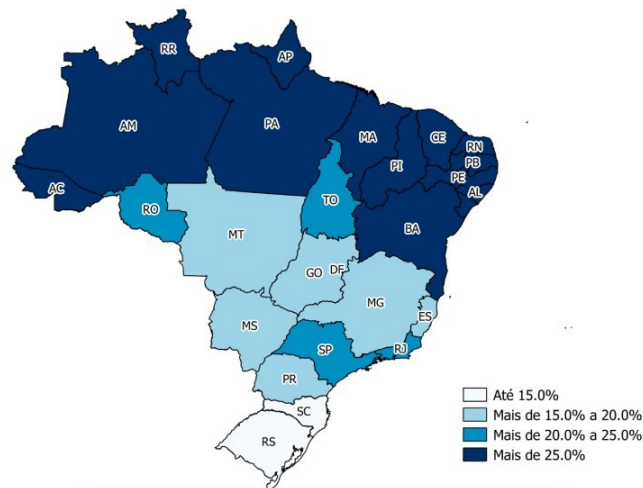 RR
AP
AM
PA
MA
CE
RN
PB
PI
PE
AL
AC
RO
TO
BA
MT
GO
DF
MG
ES
MS
SP
RJ
PR
SC
RS
Até 15.0%
Mais de 15.0% a 20.0%
Mais de 20.0% a 25.0%
Mais de 25.0%